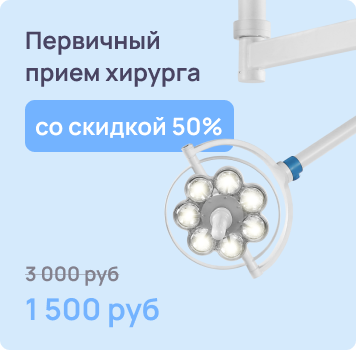 Первичный
прием хирурга
со скидкой 50%
3 000 руб
1 500 руб